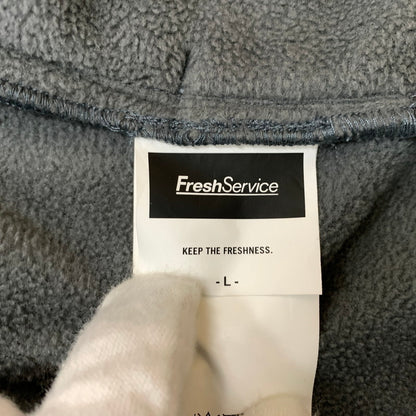 FreshService
KEEP THE FRESHNESS.
- L -